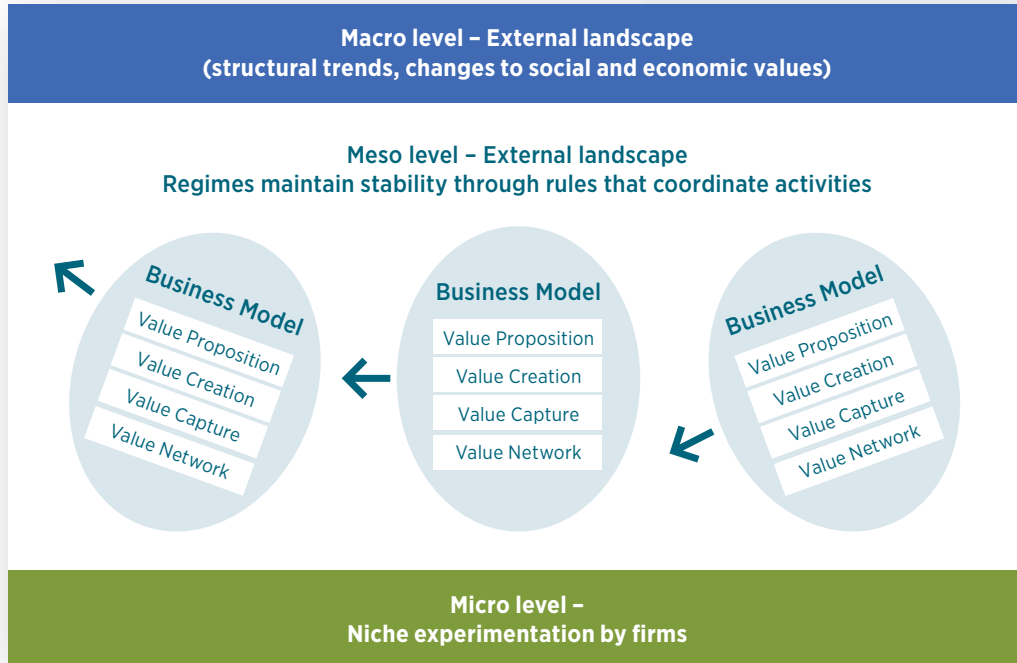 Macro level – External landscape
(structural trends, changes to social and economic values)
Meso level – External landscape
Regimes maintain stability through rules that coordinate activities
Business Model
Value Proposition
Value Creation
Value Capture
Value Network
Business Model
Value Proposition
Value Creation
Value Capture
Value Network
Business Model
Value Proposition
Value Creation
Value Capture
Value Network
Micro level –
Niche experimentation by firms